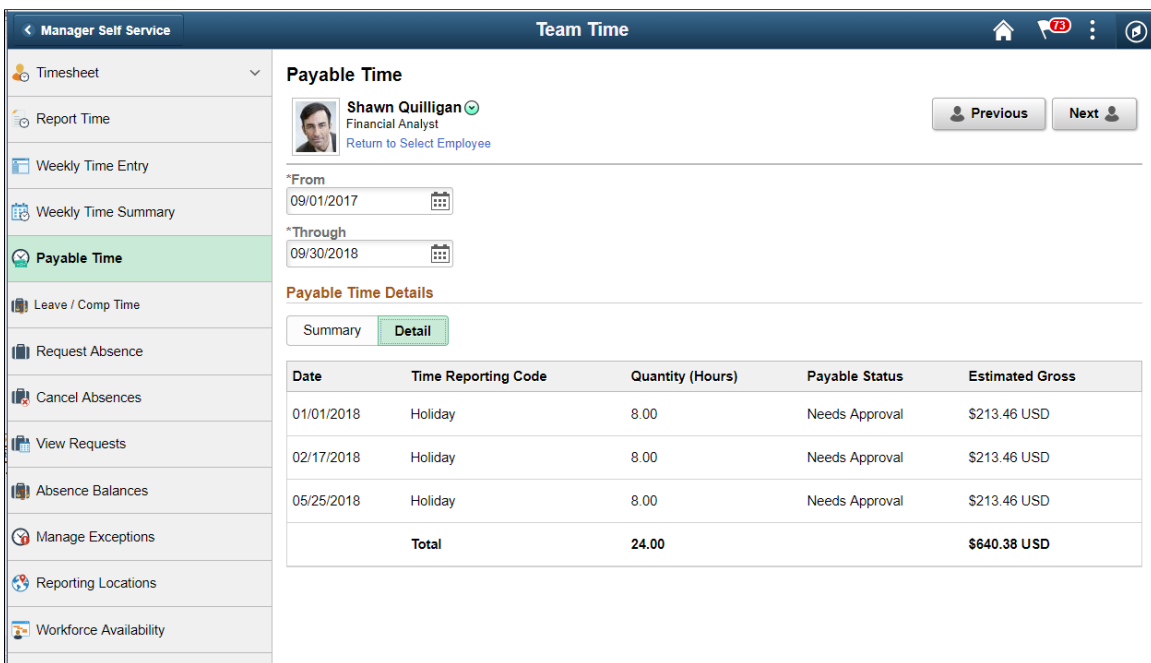 Manager Self Service
Team Time
73
Timesheet
Report Time
Weekly Time Entry
Weekly Time Summary
Payable Time
Leave / Comp Time
Request Absence
Cancel Absences
View Requests
Absence Balances
Manage Exceptions
Reporting Locations
Workforce Availability
Payable Time
Shawn Quilligan
Financial Analyst
Return to Select Employee
Previous Next
*From
09/01/2017
*Through
09/30/2018
Payable Time Details
Summary Detail
Date Time Reporting Code Quantity (Hours) Payable Status Estimated Gross
01/01/2018 Holiday 8.00 Needs Approval $213.46 USD
02/17/2018 Holiday 8.00 Needs Approval $213.46 USD
05/25/2018 Holiday 8.00 Needs Approval $213.46 USD
Total 24.00 $640.38 USD